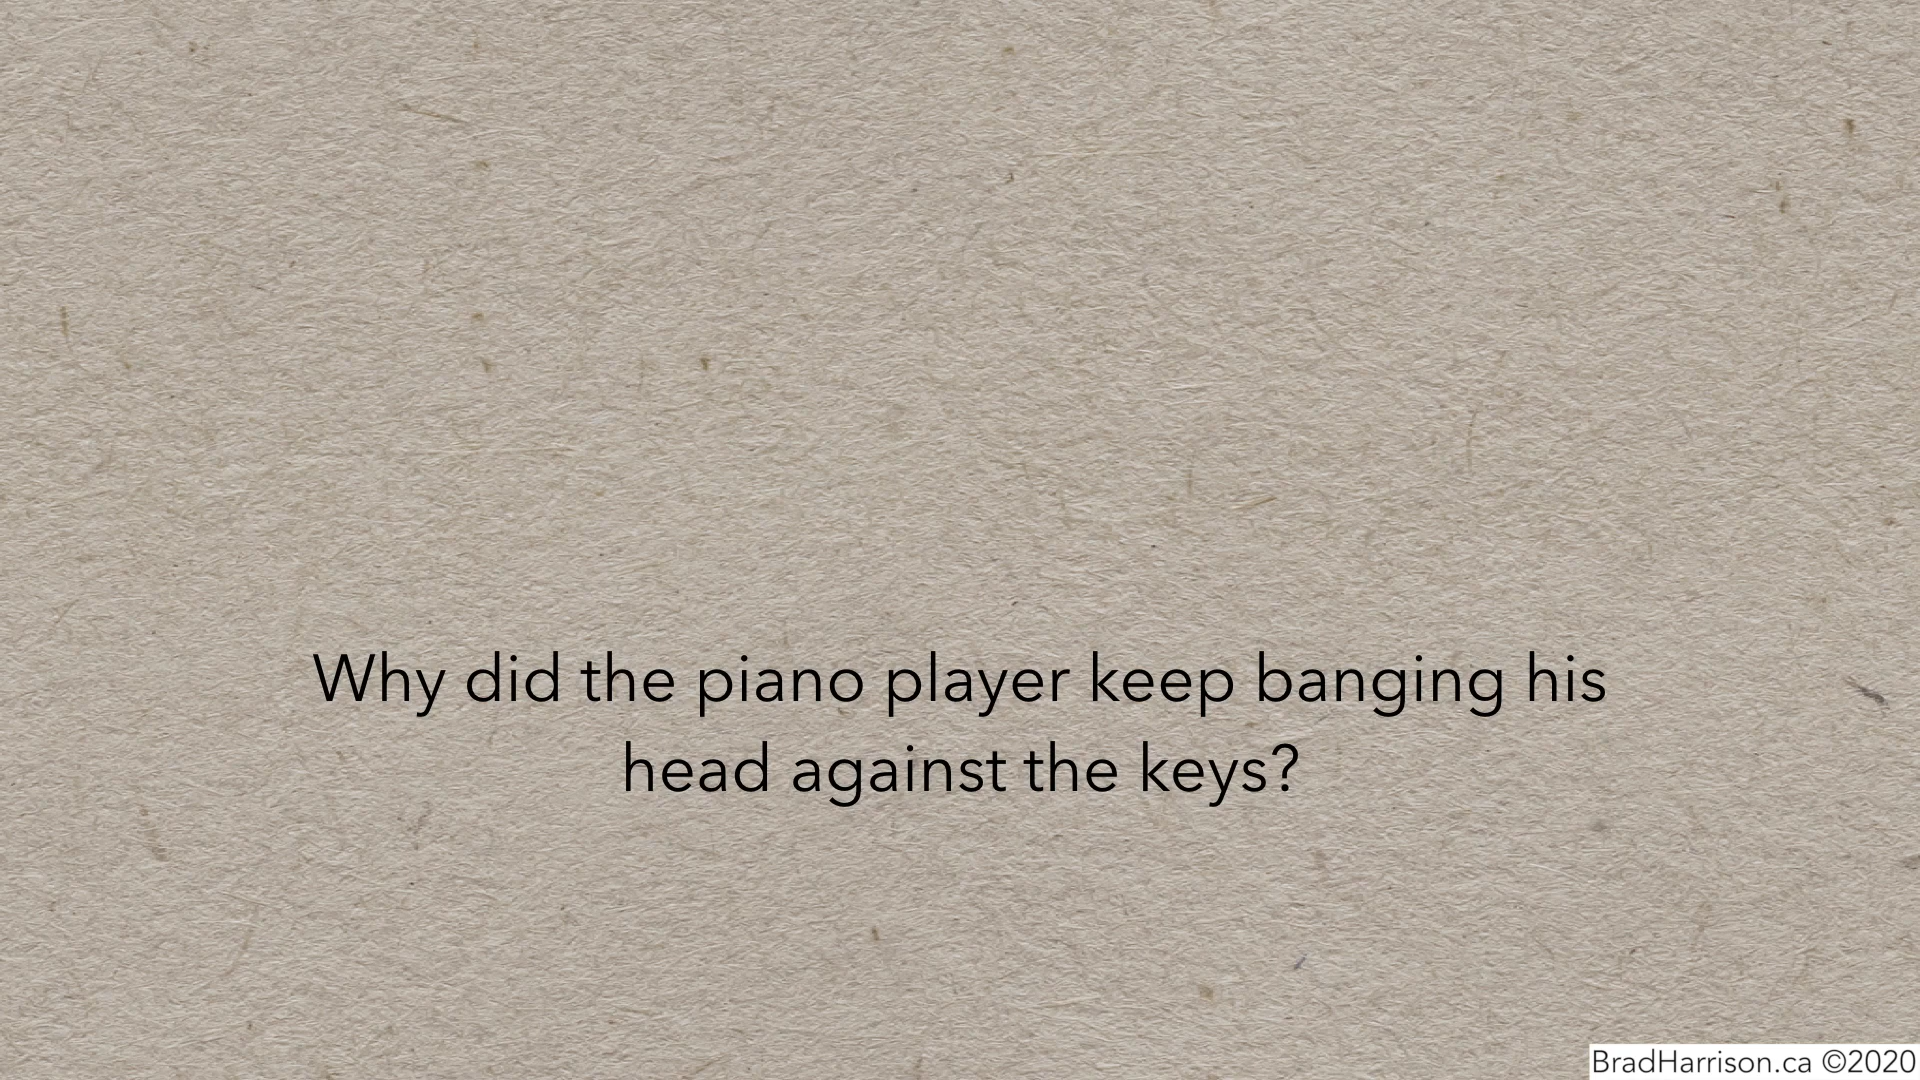 Why did the piano player keep banging his
head against the keys?
BradHarrison.ca ©2020